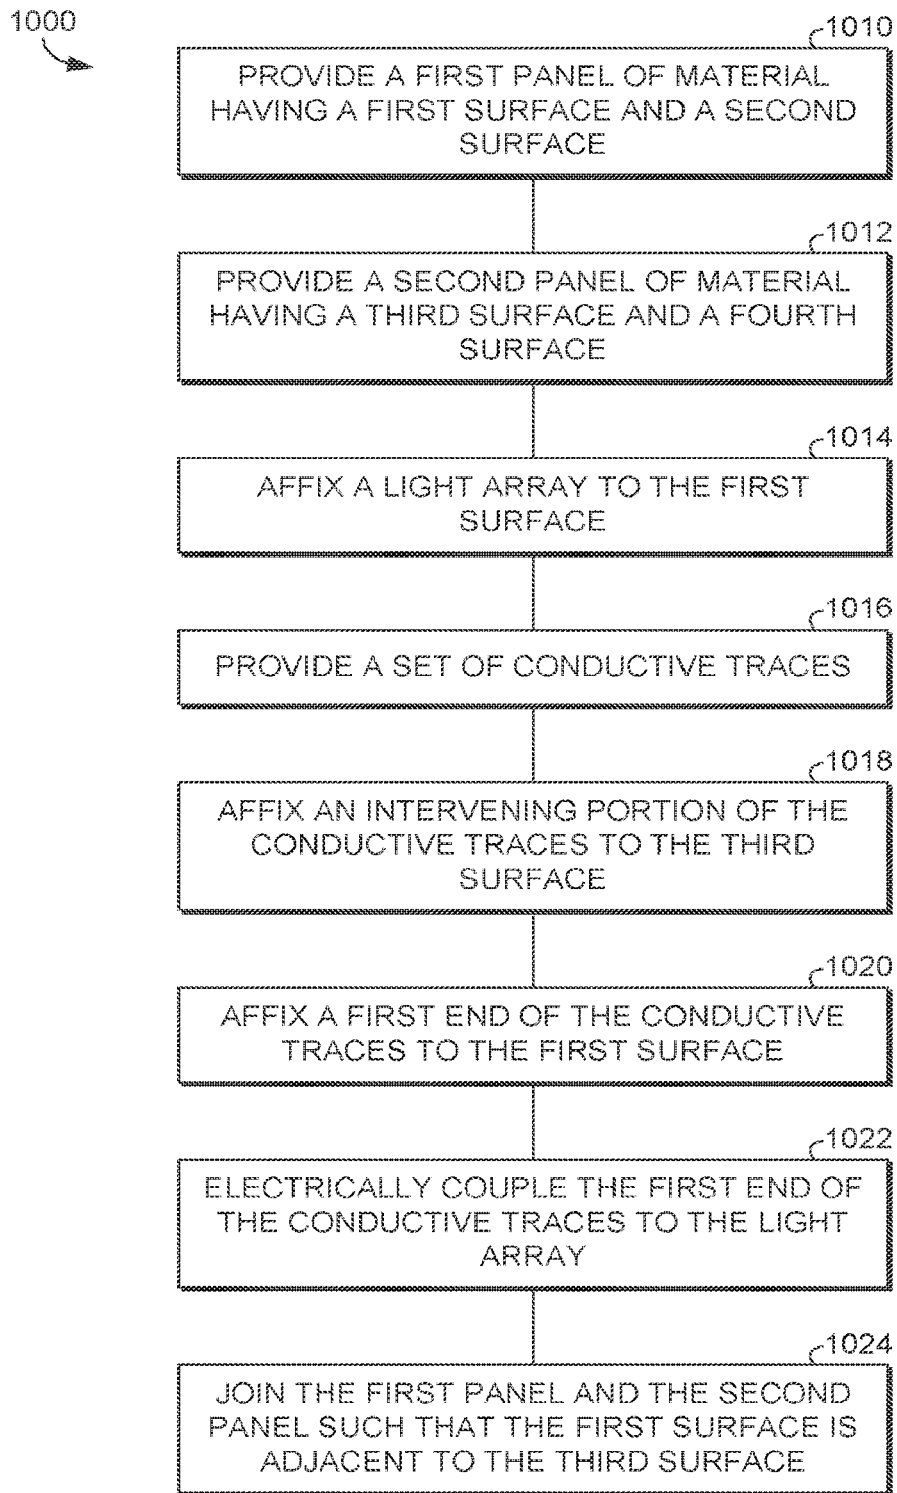 1000
1010
PROVIDE A FIRST PANEL OF MATERIAL
HAVING A FIRST SURFACE AND A SECOND
SURFACE
1012
PROVIDE A SECOND PANEL OF MATERIAL
HAVING A THIRD SURFACE AND A FOURTH
SURFACE
1014
AFFIX A LIGHT ARRAY TO THE FIRST
SURFACE
1016
PROVIDE A SET OF CONDUCTIVE TRACES
1018
AFFIX AN INTERVENING PORTION OF THE
CONDUCTIVE TRACES TO THE THIRD
SURFACE
1020
AFFIX A FIRST END OF THE CONDUCTIVE
TRACES TO THE FIRST SURFACE
1022
ELECTRICALLY COUPLE THE FIRST END OF
THE CONDUCTIVE TRACES TO THE LIGHT
ARRAY
1024
JOIN THE FIRST PANEL AND THE SECOND
PANEL SUCH THAT THE FIRST SURFACE IS
ADJACENT TO THE THIRD SURFACE